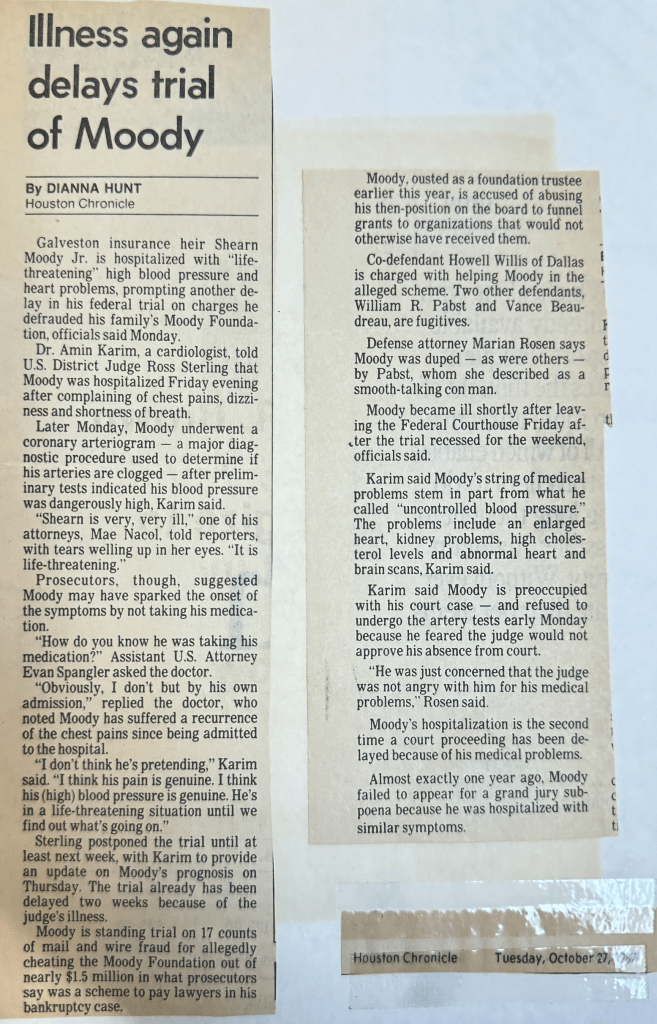 Illness again
delays trial
of Moody
By DIANNA HUNT
Houston Chronicle
Galveston insurance heir Shearn
Moody Jr. is hospitalized with "life-
threatening" high blood pressure and
heart problems, prompting another de-
lay in his federal trial on charges he
defrauded his family's Moody Founda-
tion, officials said Monday.
Dr. Amin Karim, a cardiologist, told
U.S. District Judge Ross Sterling that
Moody was hospitalized Friday evening
after complaining of chest pains, dizzi-
ness and shortness of breath.
Later Monday, Moody underwent a
coronary arteriogram — a major diag-
nostic procedure used to determine if
his arteries are clogged — after prelim-
inary tests indicated his blood pressure
was dangerously high, Karim said.
"Shearn is very, very ill," one of his
attorneys, Mae Nacol, told reporters,
with tears welling up in her eyes. "It is
life-threatening."
Prosecutors, though, suggested
Moody may have sparked the onset of
the symptoms by not taking his medica-
tion.
"How do you know he was taking his
medication?" Assistant U.S. Attorney
Evan Spangler asked the doctor.
"Obviously, I don't but by his own
admission," replied the doctor, who
noted Moody has suffered a recurrence
of the chest pains since being admitted
to the hospital.
"I don't think he's pretending," Karim
said. "I think his pain is genuine. I think
his (high) blood pressure is genuine. He's
in a life-threatening situation until we
find out what's going on."
Sterling postponed the trial until at
least next week, with Karim to provide
an update on Moody's prognosis on
Thursday. The trial already has been
delayed two weeks because of the
judge's illness.
Moody is standing trial on 17 counts
of mail and wire fraud for allegedly
cheating the Moody Foundation out of
nearly $1.5 million in what prosecutors
say was a scheme to pay lawyers in his
bankruptcy case.
Moody, ousted as a foundation trustee
earlier this year, is accused of abusing
his then-position on the board to funnel
grants to organizations that would not
otherwise have received them.
Co-defendant Howell Willis of Dallas
is charged with helping Moody in the
alleged scheme. Two other defendants,
William R. Pabst and Vance Beau-
dreau, are fugitives.
Defense attorney Marian Rosen says
Moody was duped — as were others —
by Pabst, whom she described as a
smooth-talking con man.
Moody became ill shortly after leav-
ing the Federal Courthouse Friday af-
ter the trial recessed for the weekend,
officials said.
Karim said Moody's string of medical
problems stem in part from what he
called "uncontrolled blood pressure."
The problems include an enlarged
heart, kidney problems, high choles-
terol levels and abnormal heart and
brain scans, Karim said.
Karim said Moody is preoccupied
with his court case — and refused to
undergo the artery tests early Monday
because he feared the judge would not
approve his absence from court.
"He was just concerned that the judge
was not angry with him for his medical
problems," Rosen said.
Moody's hospitalization is the second
time a court proceeding has been de-
layed because of his medical problems.
Almost exactly one year ago, Moody
failed to appear for a grand jury sub-
poena because he was hospitalized with
similar symptoms.
Houston Chronicle Tuesday, October 27,